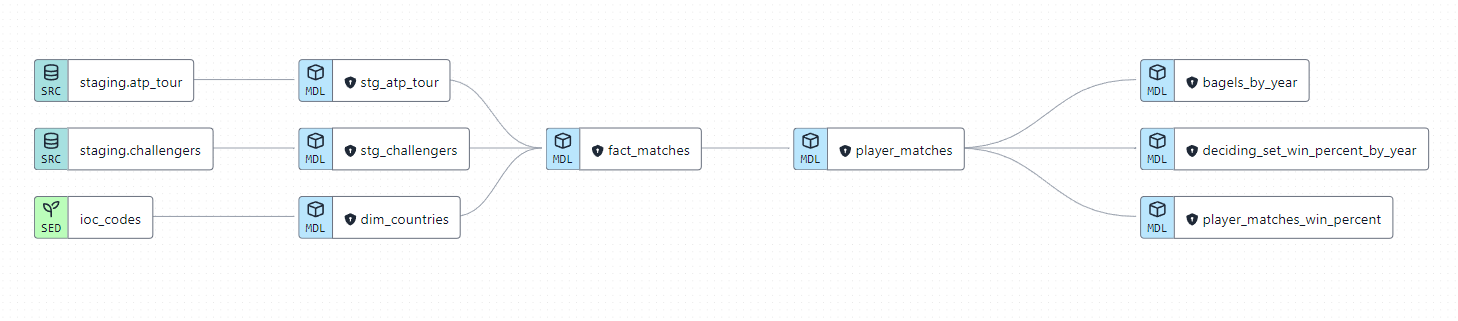 SRC staging.atp_tour
MDL stg_atp_tour
MDL bagels_by_year
SRC staging.challengers
MDL stg_challengers
MDL fact_matches
MDL player_matches
MDL deciding_set_win_percent_by_year
SED ioc_codes
MDL dim_countries
MDL player_matches_win_percent